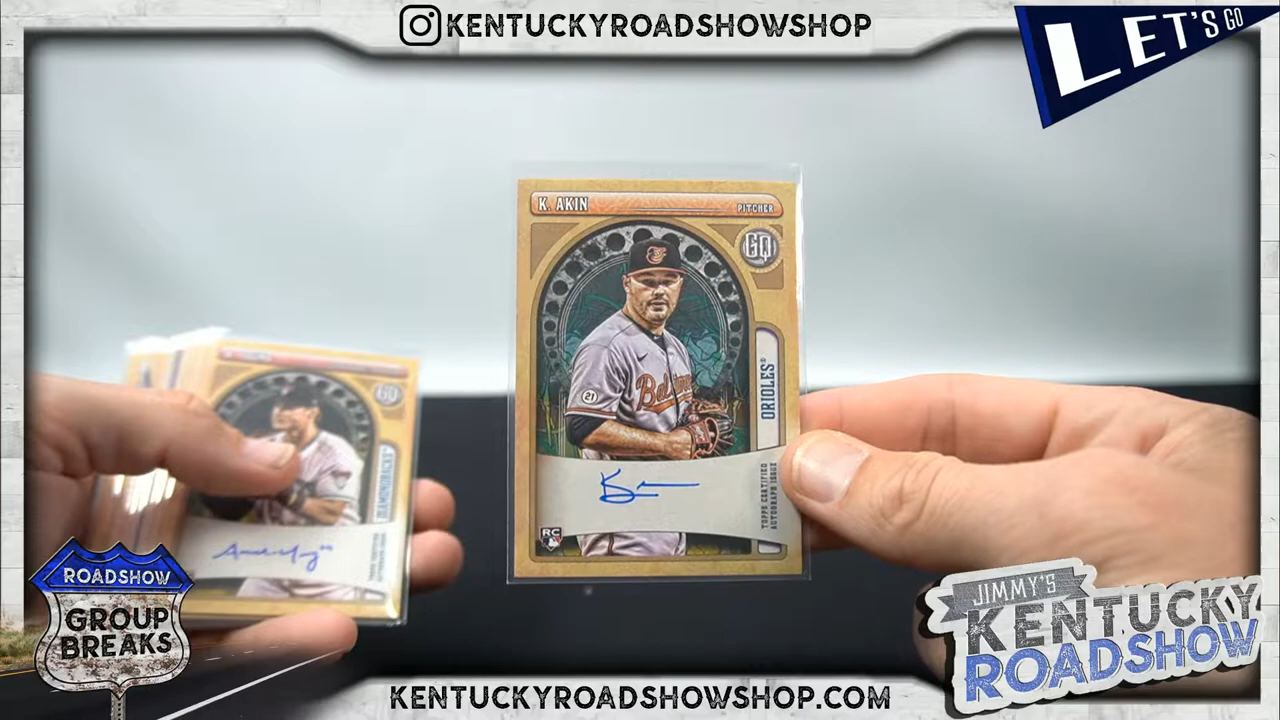 KENTUCKYROADSHOWSHOP
LET'S GO
K. AKIN
PITCHER
GQ
ORIOLES®
Baltimore
21
TOPPS CERTIFIED
AUTOGRAPH ISSUE
RC
GQ
DIAMONDBACKS
ROADSHOW
GROUP
BREAKS
JIMMY'S
KENTUCKY
ROADSHOW
KENTUCKYROADSHOWSHOP.COM